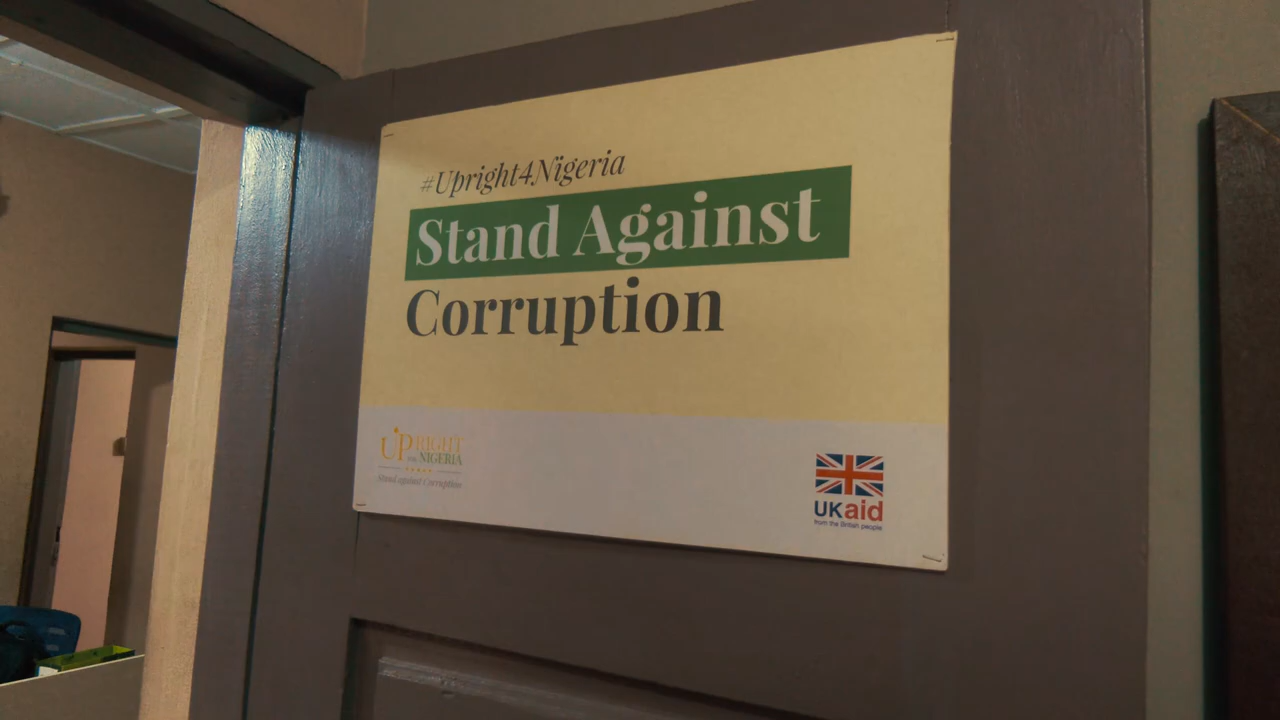 #Upright4Nigeria
Stand Against
Corruption
UPRIGHT
FOR NIGERIA
Stand against Corruption
UKaid
from the British people